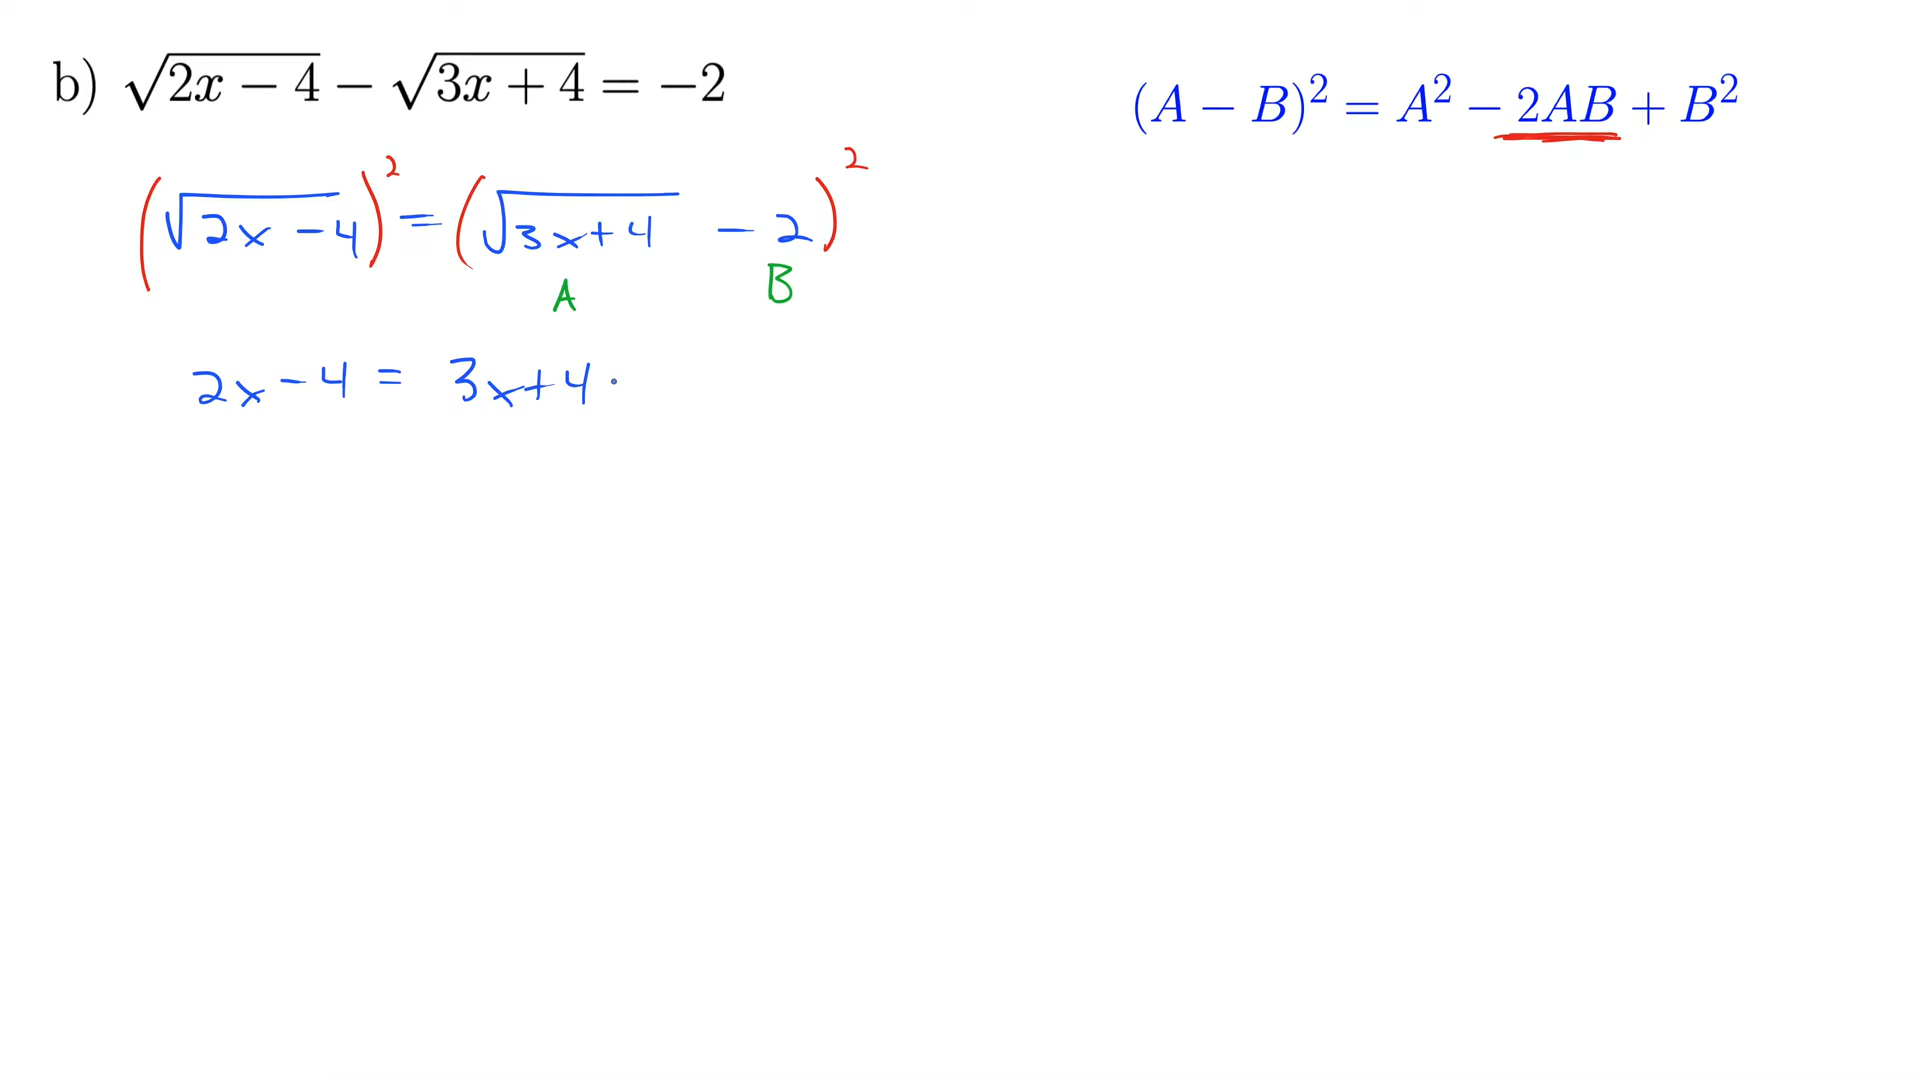 b) √(2x − 4) − √(3x + 4) = −2
(A − B)² = A² − 2AB + B²
(√(2x − 4))² = (√(3x + 4) − 2)²
A B
2x − 4 = 3x + 4